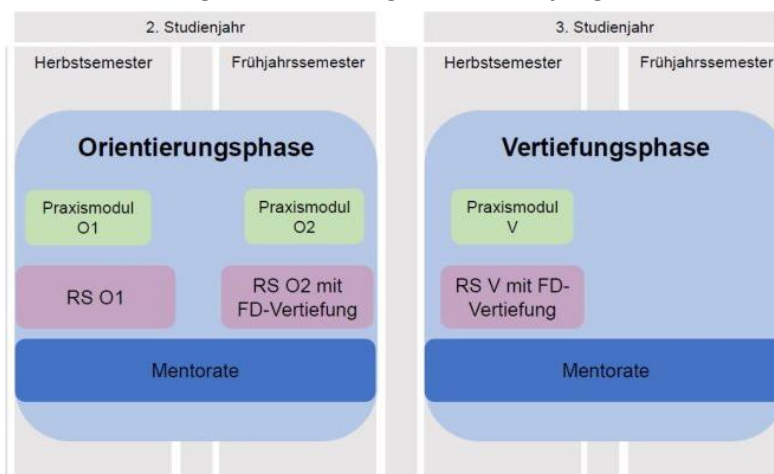 2. Studienjahr
3. Studienjahr
Herbstsemester
Frühjahrssemester
Herbstsemester
Frühjahrssemester
Orientierungsphase
Vertiefungsphase
Praxismodul
O1
Praxismodul
O2
Praxismodul
V
RS O1
RS O2 mit
FD-Vertiefung
RS V mit FD-
Vertiefung
Mentorate
Mentorate